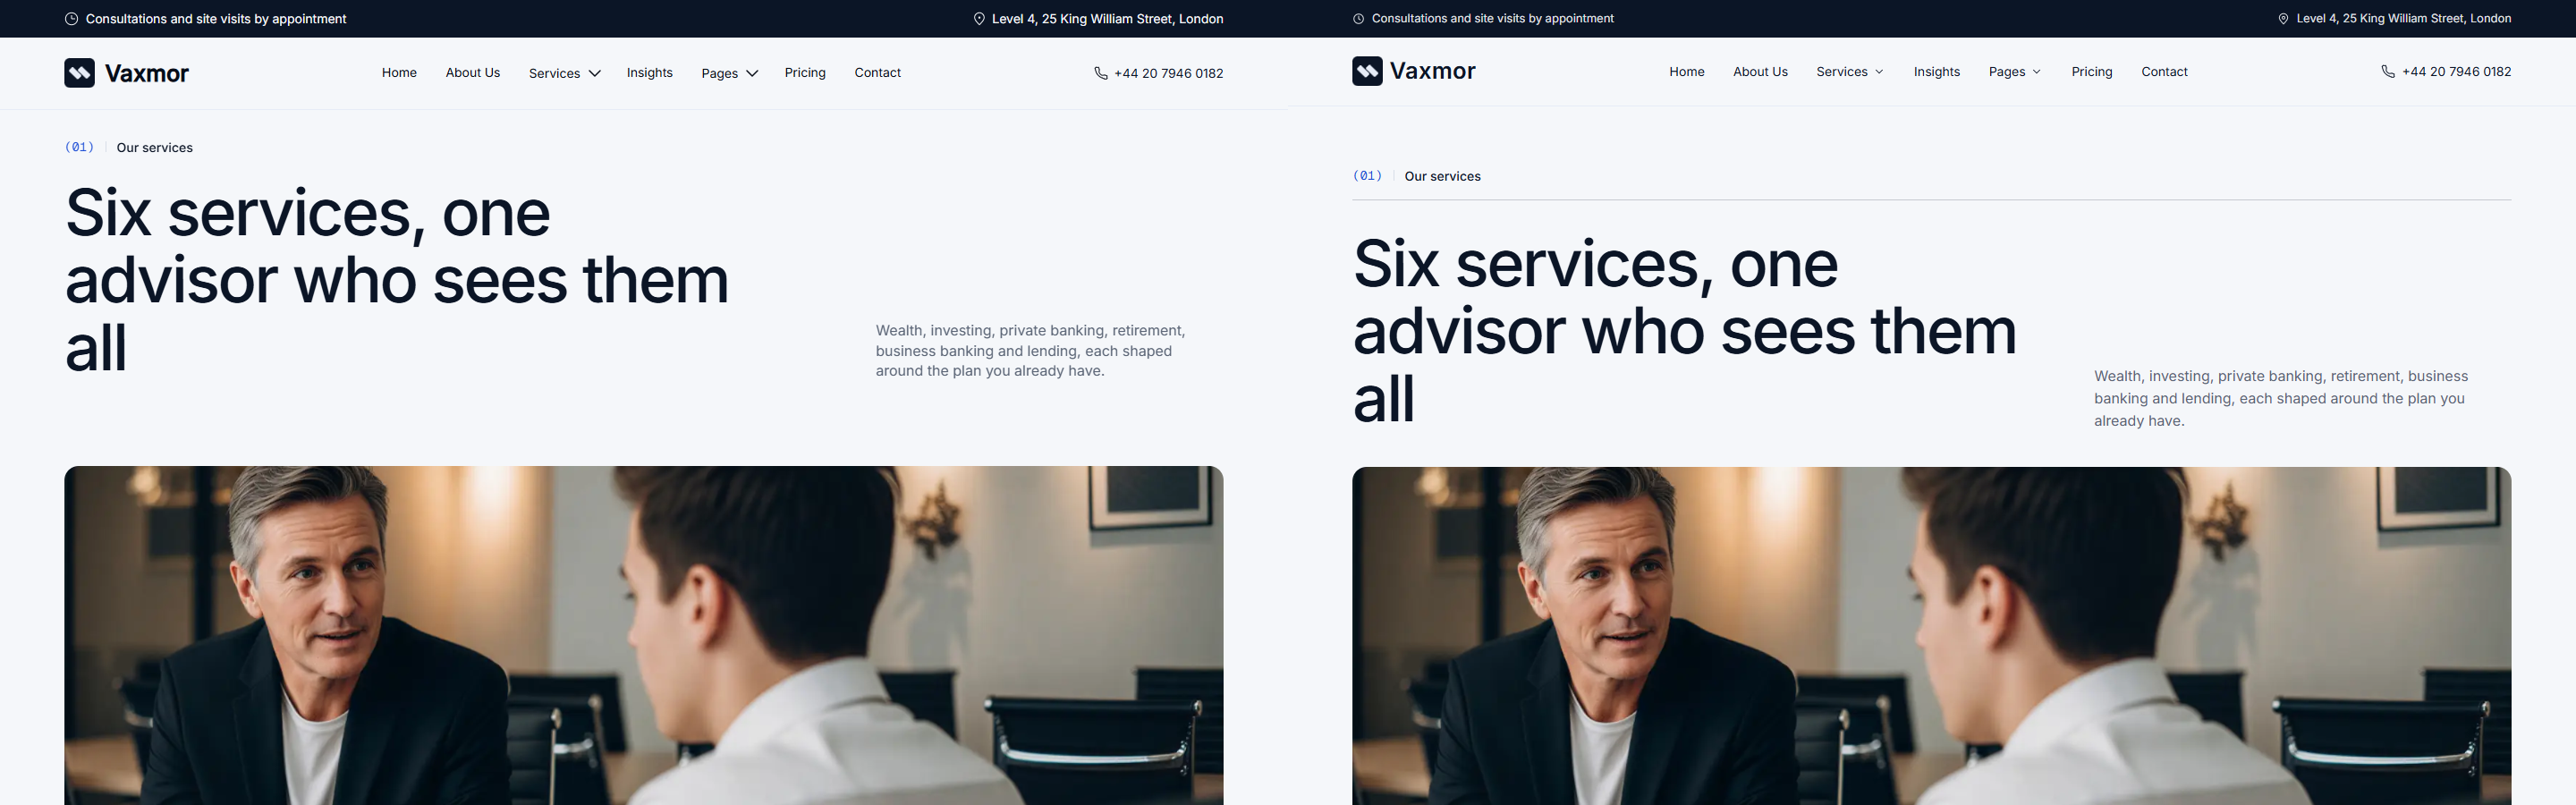 Consultations and site visits by appointment
Level 4, 25 King William Street, London
Vaxmor
Home
About Us
Services
Insights
Pages
Pricing
Contact
+44 20 7946 0182
(01)
Our services
Six services, one
advisor who sees them
all
Wealth, investing, private banking, retirement,
business banking and lending, each shaped
around the plan you already have.
Consultations and site visits by appointment
Level 4, 25 King William Street, London
Vaxmor
Home
About Us
Services
Insights
Pages
Pricing
Contact
+44 20 7946 0182
(01)
Our services
Six services, one
advisor who sees them
all
Wealth, investing, private banking, retirement, business
banking and lending, each shaped around the plan you
already have.